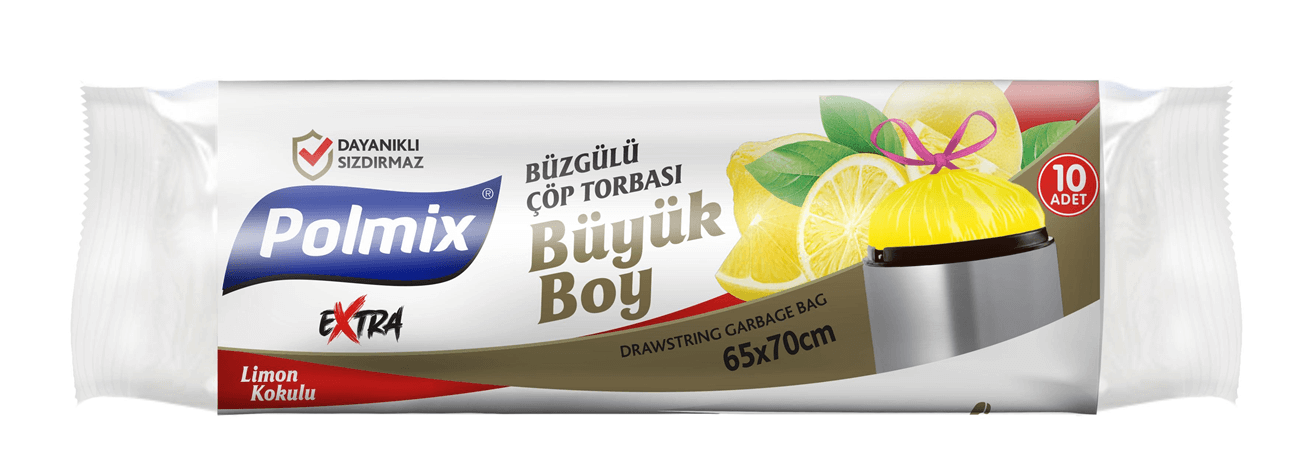 DAYANIKLI
SIZDIRMAZ
Polmix®
EXTRA
Limon
Kokulu
BÜZGÜLÜ
ÇÖP TORBASI
Büyük
Boy
DRAWSTRING GARBAGE BAG
65x70cm
10
ADET